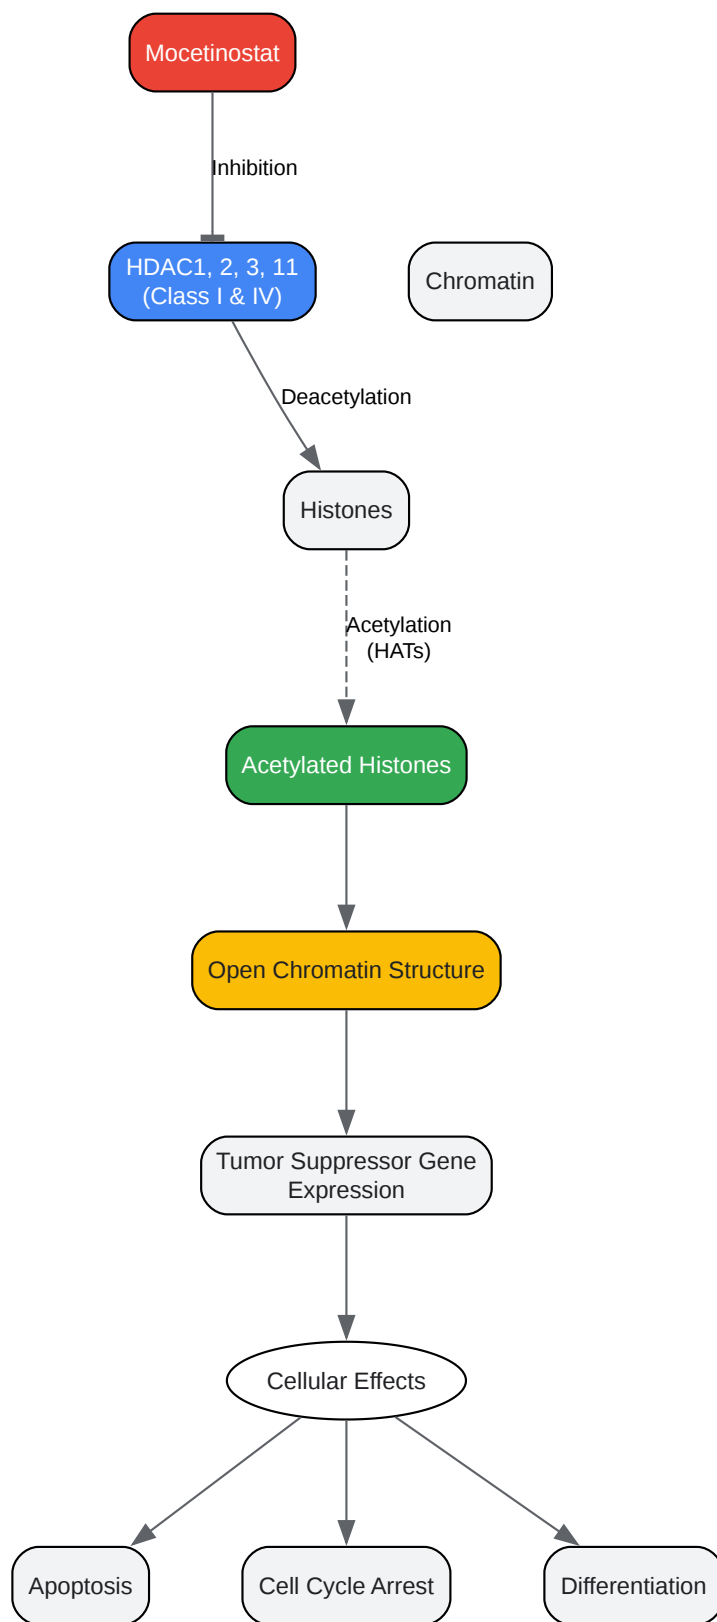 Mocetinostat
Inhibition
HDAC1, 2, 3, 11
(Class I & IV)
Chromatin
Deacetylation
Histones
Acetylation
(HATs)
Acetylated Histones
Open Chromatin Structure
Tumor Suppressor Gene
Expression
Cellular Effects
Apoptosis
Cell Cycle Arrest
Differentiation